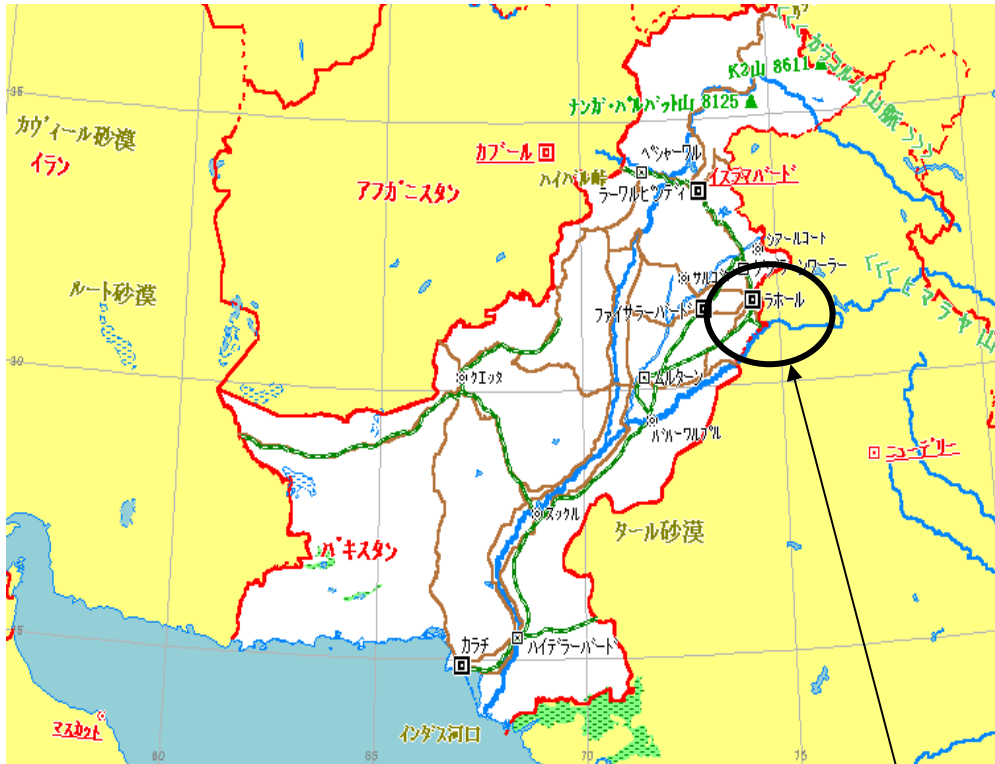 <<<カラコルム山脈>>>
K2山 8611
ナンガ・パルバット山 8125
35
カヴィール砂漠
イラン
カブール
ペシャーワル
ハイバル峠
イスラマバード
アフガニスタン
ラーワルピンディ
シアールコート
サルゴ
ーンワーラー
<<<ヒマラヤ山
ルート砂漠
ラホール
ファイサラーバード
30
クエッタ
ムルターン
バハーワルプル
ニューデリー
スックル
タール砂漠
パキスタン
25
カラチ
ハイデラーバード
マスカット
インダス河口
60
65
70
75